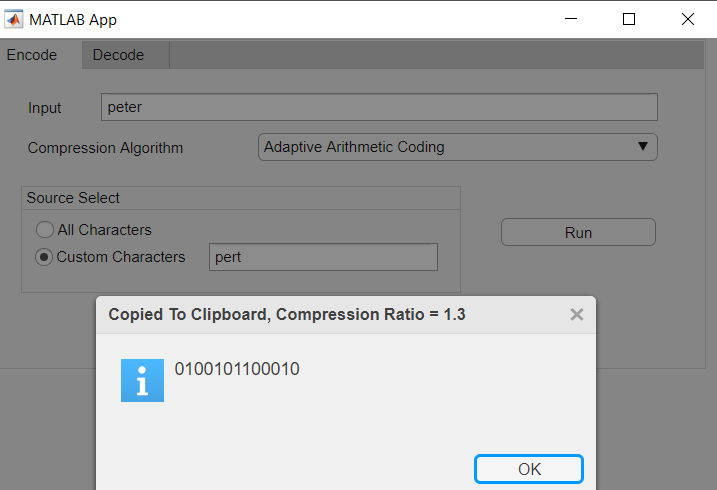 MATLAB App
Encode Decode
Input peter
Compression Algorithm Adaptive Arithmetic Coding
Source Select
All Characters
Custom Characters pert
Run
Copied To Clipboard, Compression Ratio = 1.3
0100101100010
OK